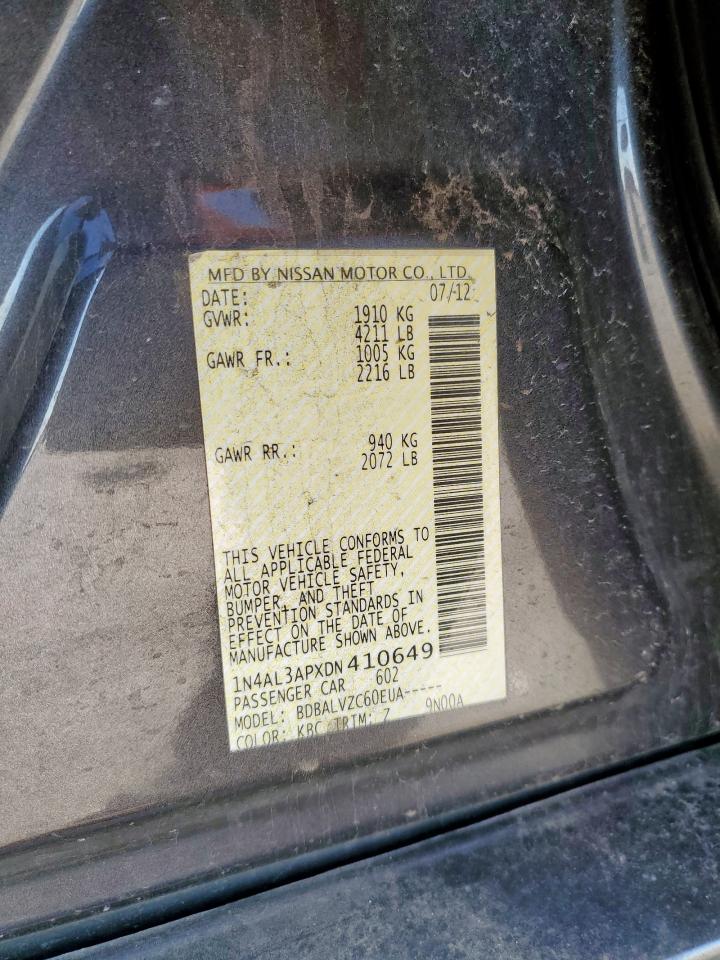 MFD BY NISSAN MOTOR CO., LTD.
DATE: 07/12
GVWR: 1910 KG
4211 LB
GAWR FR.: 1005 KG
2216 LB
GAWR RR.: 940 KG
2072 LB
THIS VEHICLE CONFORMS TO
ALL APPLICABLE FEDERAL
MOTOR VEHICLE SAFETY,
BUMPER, AND THEFT
PREVENTION STANDARDS IN
EFFECT ON THE DATE OF
MANUFACTURE SHOWN ABOVE.
1N4AL3APXDN410649
PASSENGER CAR 602
MODEL: BDBALVZC60EUA-----
COLOR: KBC TRIM: Z 9N00A